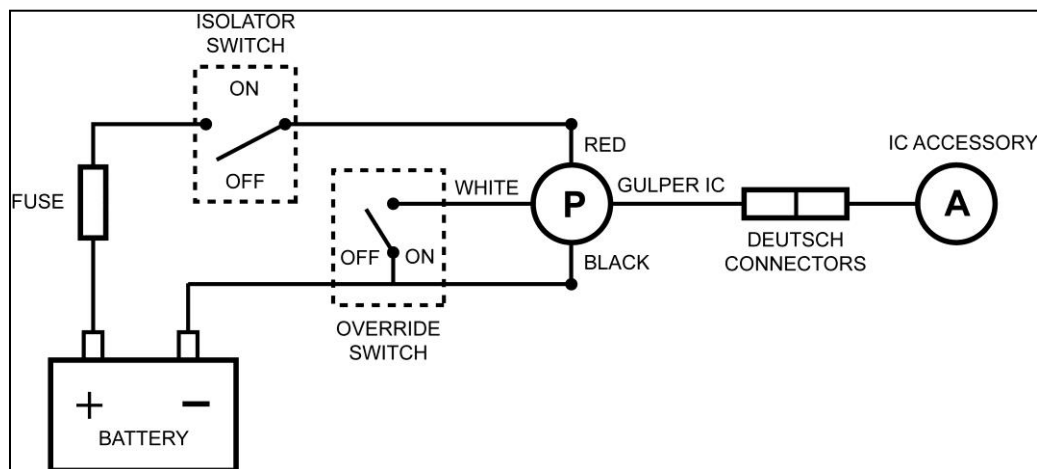 ISOLATOR
SWITCH
ON
OFF
FUSE
RED
WHITE
P
GULPER IC
IC ACCESSORY
A
DEUTSCH
CONNECTORS
OFF ON
BLACK
OVERRIDE
SWITCH
+ −
BATTERY